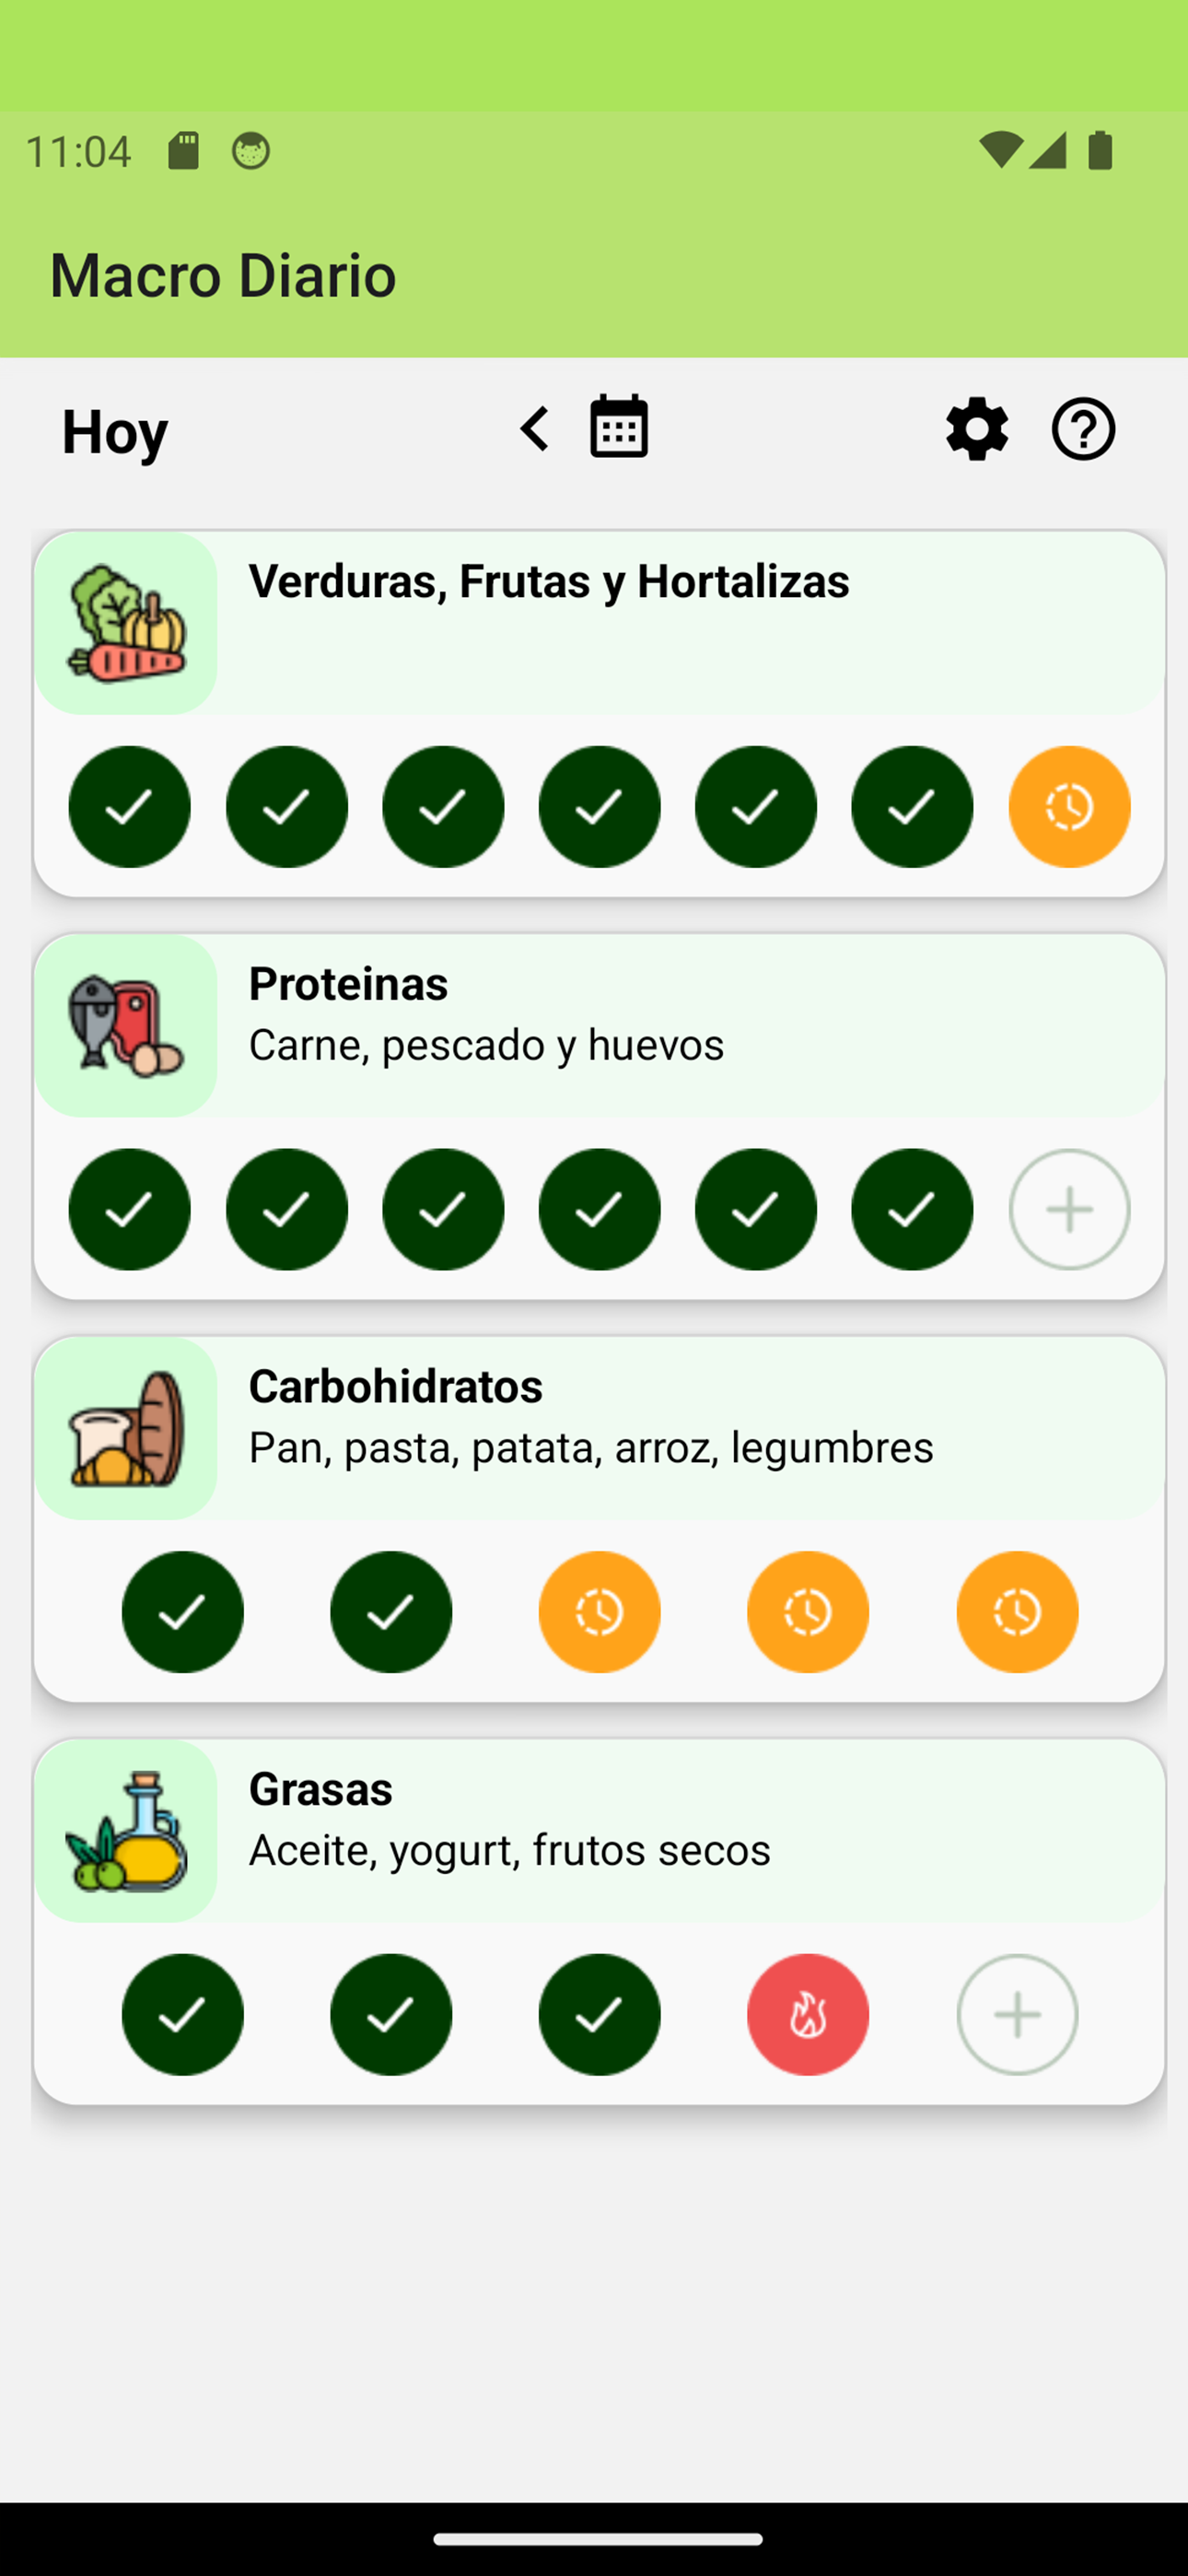 11:04
Macro Diario
Hoy
Verduras, Frutas y Hortalizas
Proteinas
Carne, pescado y huevos
Carbohidratos
Pan, pasta, patata, arroz, legumbres
Grasas
Aceite, yogurt, frutos secos